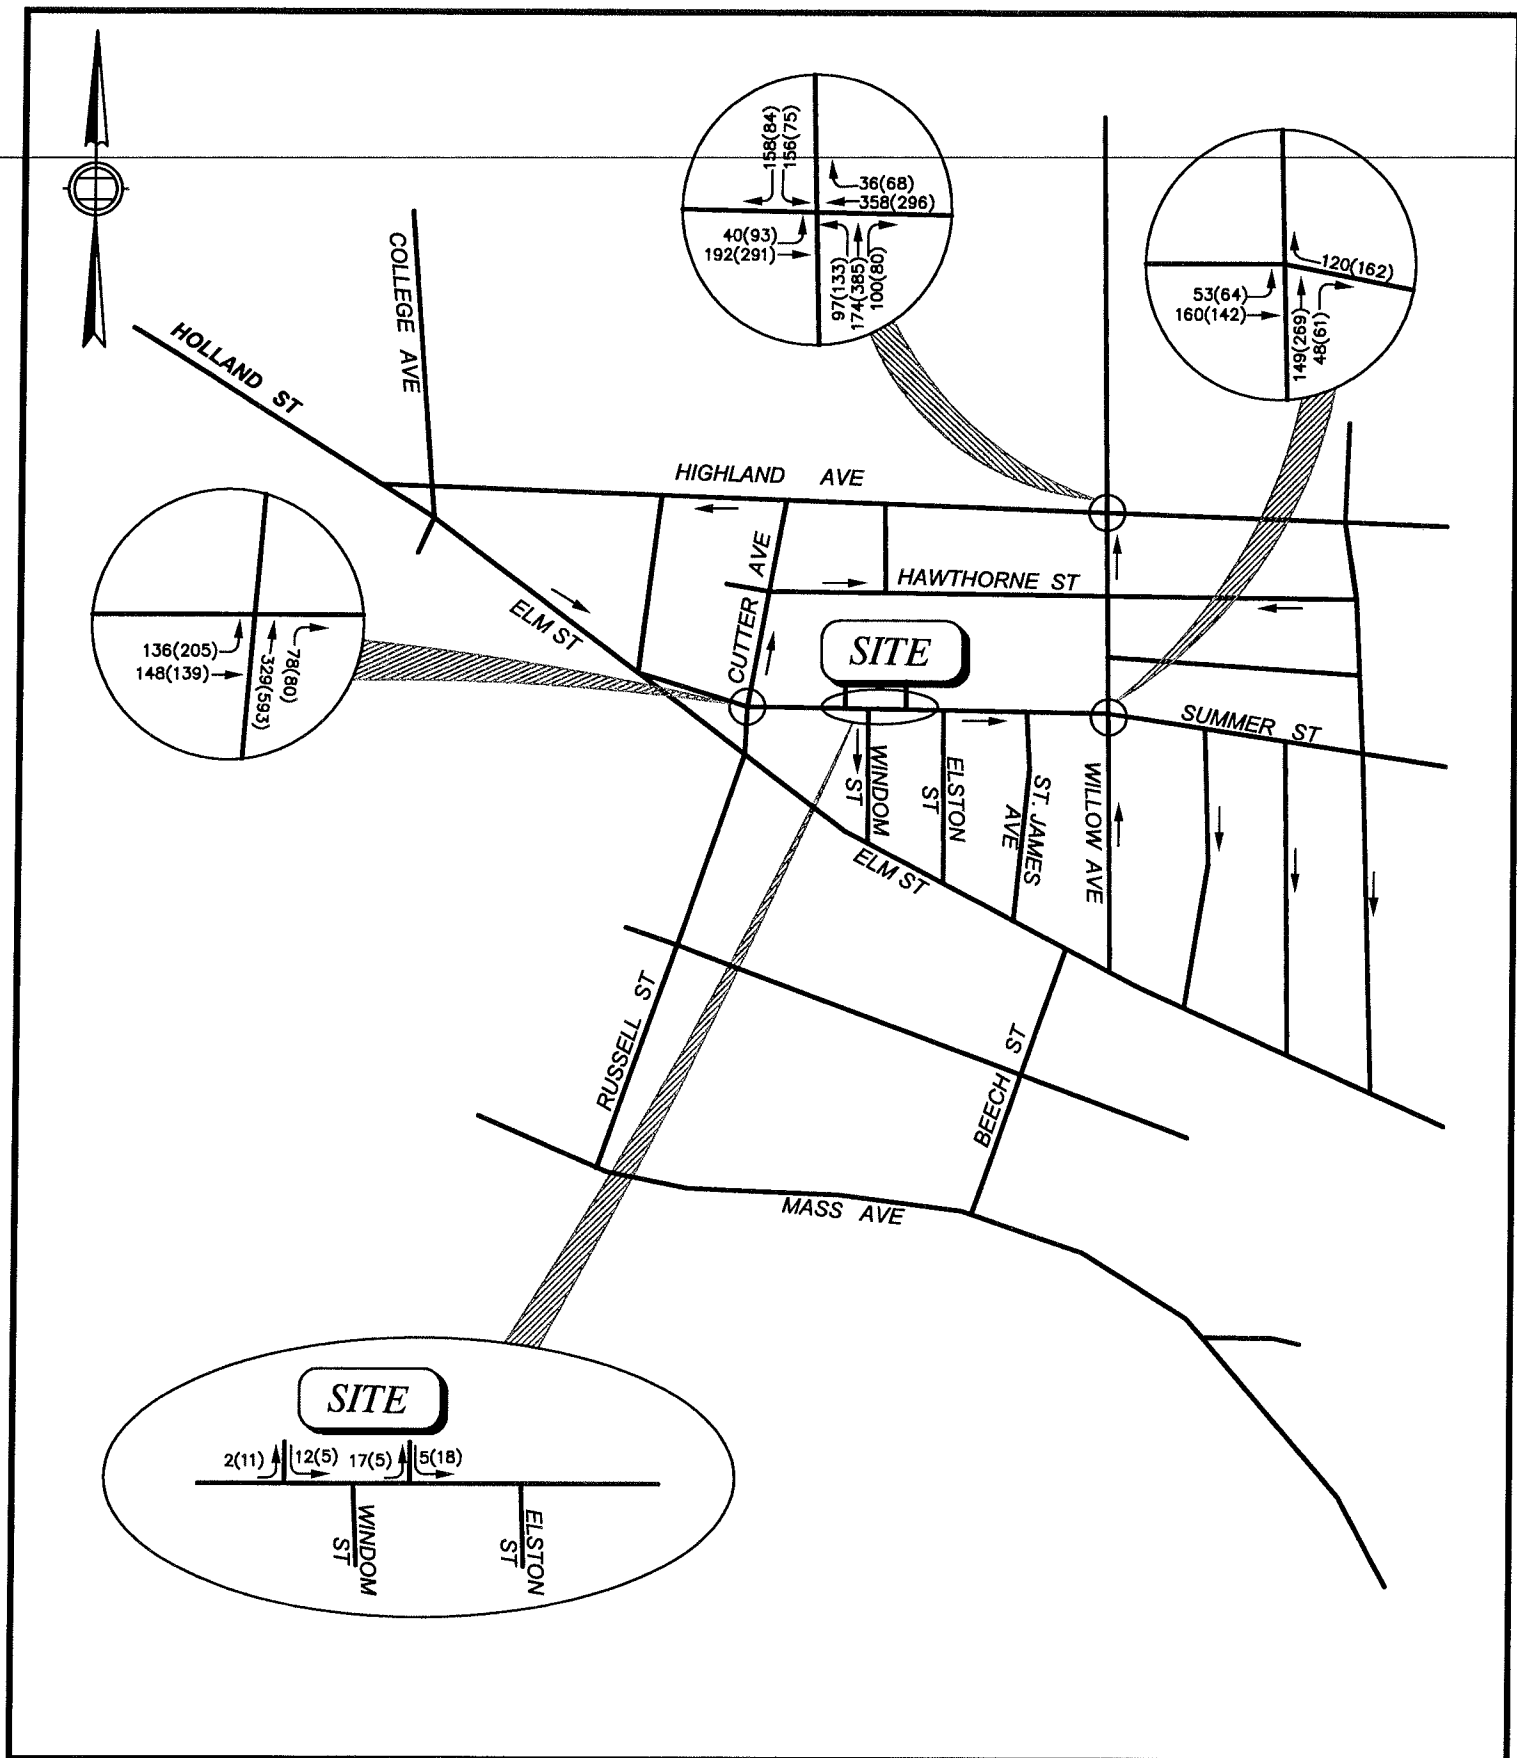 158(84)
156(75)
36(68)
358(296)
40(93)
192(291)
97(133)
174(385)
100(80)
120(162)
53(64)
160(142)
149(269)
48(61)
COLLEGE AVE
HOLLAND ST
HIGHLAND AVE
136(205)
148(139)
329(593)
78(80)
ELM ST
CUTTER AVE
HAWTHORNE ST
SITE
SUMMER ST
WINDOM
ST
ELSTON
ST
ST. JAMES
AVE
WILLOW AVE
ELM ST
RUSSELL ST
BEECH ST
MASS AVE
SITE
2(11)
12(5)
17(5)
5(18)
WINDOM
ST
ELSTON
ST